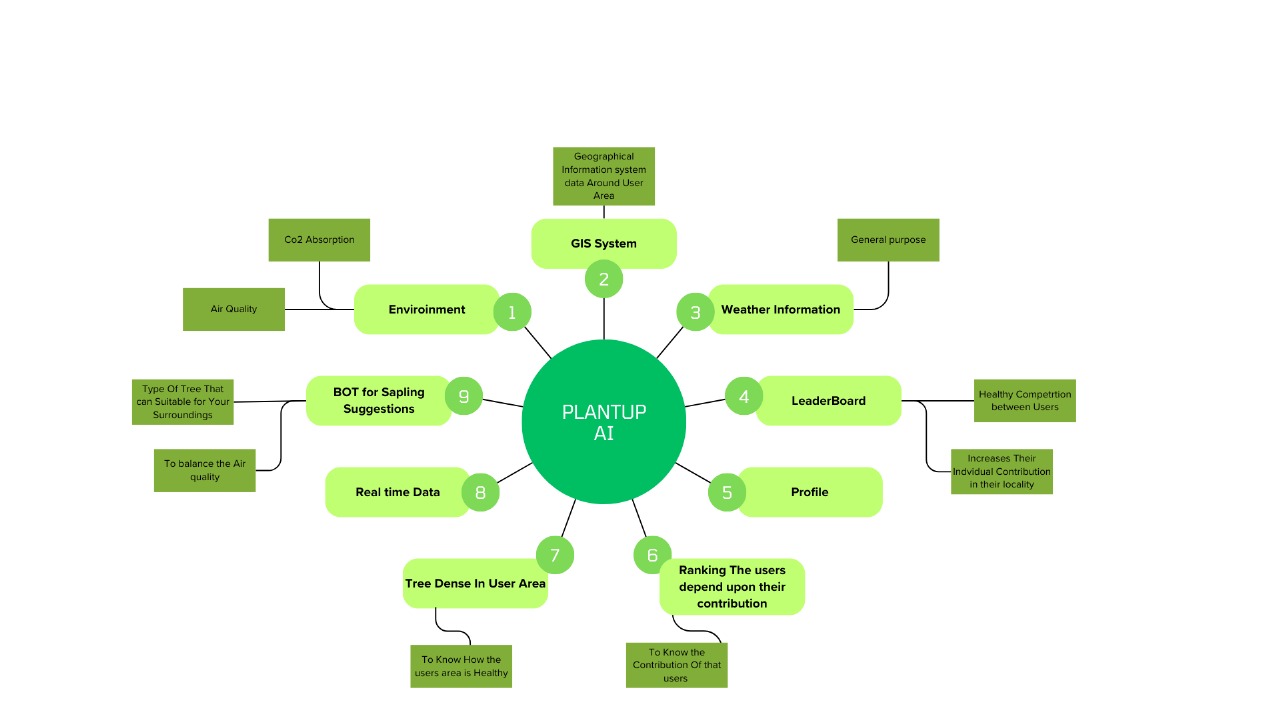 Geographical
Information system
data Around User
Area
GIS System
2
Co2 Absorption
Air Quality
Enviroinment
1
General purpose
Weather Information
3
PLANTUP
AI
4
LeaderBoard
Healthy Competrtion
between Users
Increases Their
Indvidual Contribution
in their locality
5
Profile
6
Ranking The users
depend upon their
contribution
To Know the
Contribution Of that
users
7
Tree Dense In User Area
To Know How the
users area is Healthy
8
Real time Data
9
BOT for Sapling
Suggestions
Type Of Tree That
can Suitable for Your
Surroundings
To balance the Air
quality